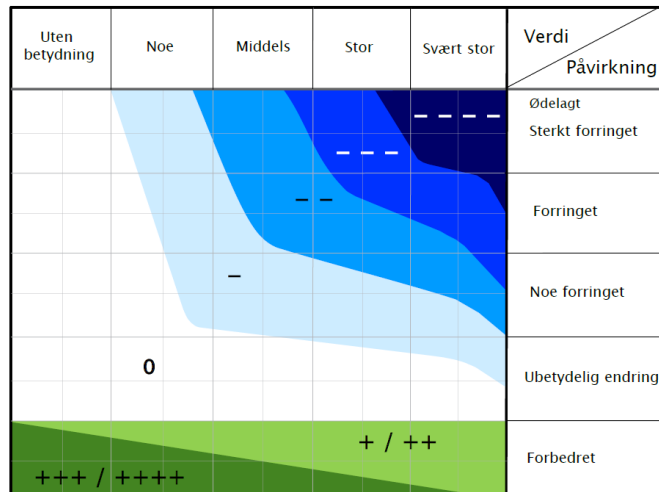 Uten
betydning
Noe
Middels
Stor
Svært stor
Verdi
Påvirkning
Ødelagt
Sterkt forringet
– – – –
– – –
– –
Forringet
–
Noe forringet
0
Ubetydelig endring
+ / ++
+++ / ++++
Forbedret